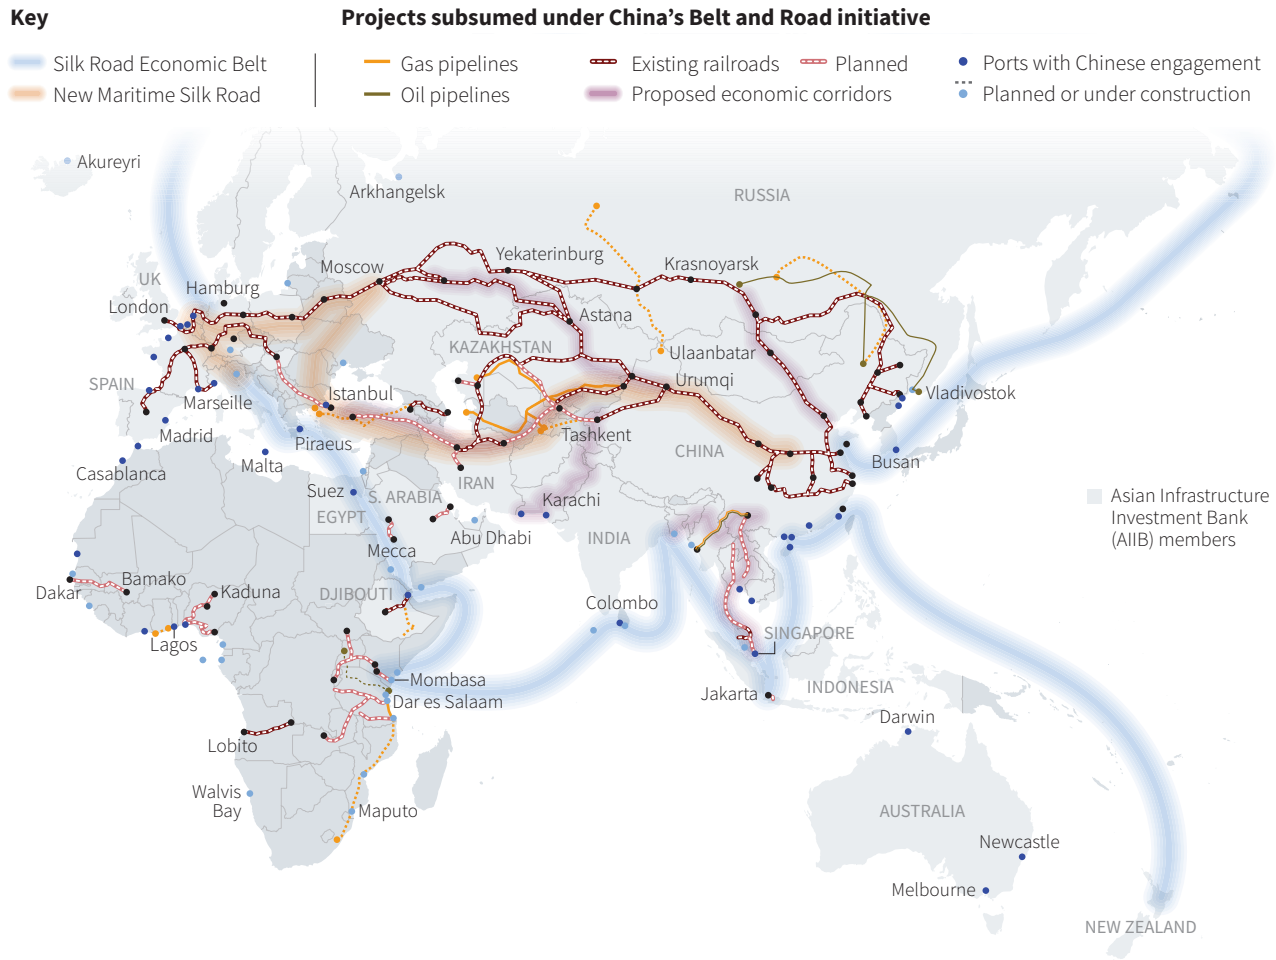 Key
Projects subsumed under China's Belt and Road initiative
Silk Road Economic Belt
New Maritime Silk Road
Gas pipelines
Oil pipelines
Existing railroads
Planned
Proposed economic corridors
Ports with Chinese engagement
Planned or under construction
Akureyri
Arkhangelsk
RUSSIA
Yekaterinburg
Krasnoyarsk
Moscow
UK
Hamburg
London
Astana
KAZAKHSTAN
Ulaanbatar
Urumqi
SPAIN
Istanbul
Vladivostok
Marseille
Madrid
Piraeus
Tashkent
CHINA
Busan
Casablanca
Malta
IRAN
Suez
S. ARABIA
Karachi
EGYPT
Abu Dhabi
INDIA
Mecca
Asian Infrastructure
Investment Bank
(AIIB) members
Bamako
Dakar
Kaduna
DJIBOUTI
Colombo
Lagos
SINGAPORE
Mombasa
INDONESIA
Jakarta
Dar es Salaam
Darwin
Lobito
Walvis
Bay
Maputo
AUSTRALIA
Newcastle
Melbourne
NEW ZEALAND